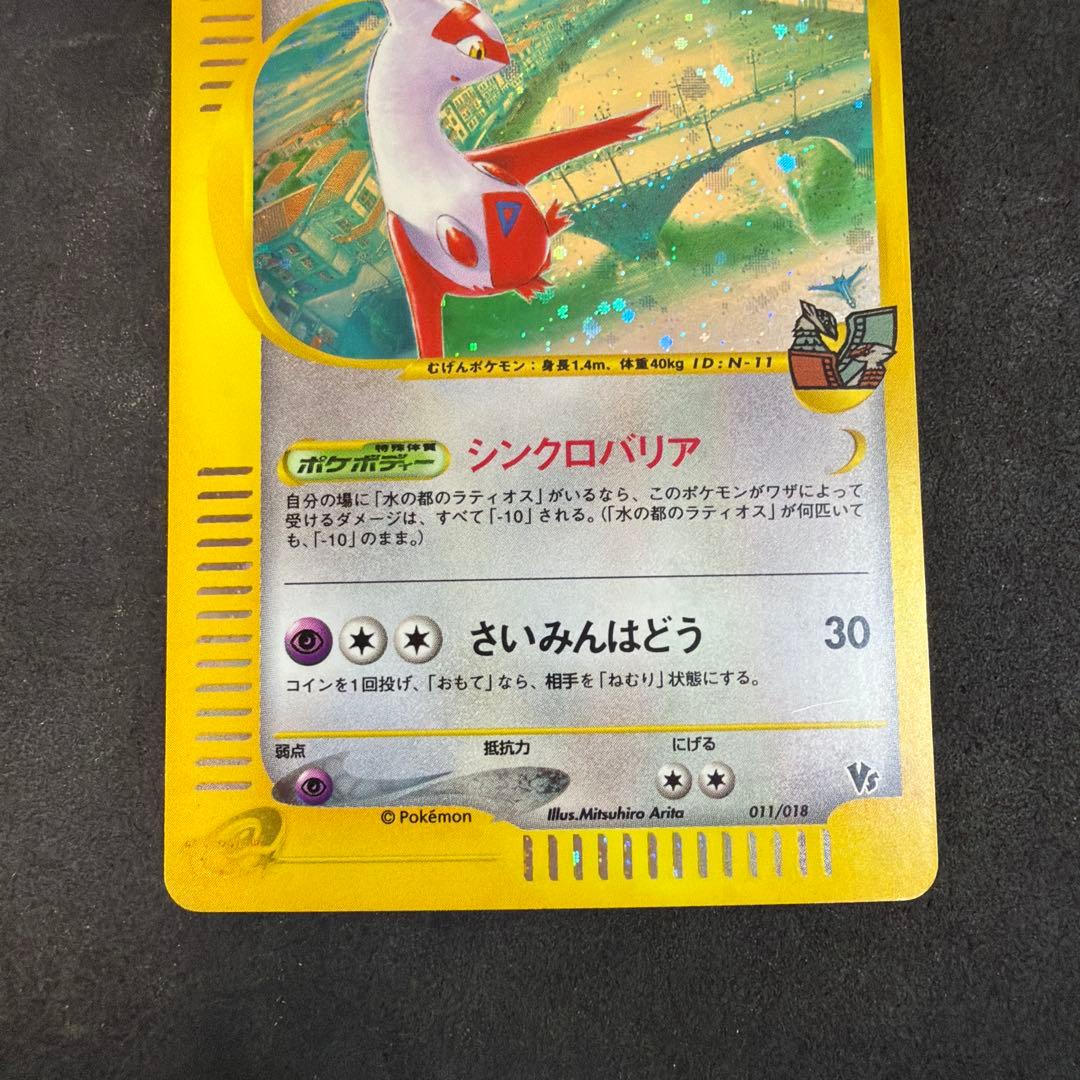 むげんポケモン：身長1.4m、体重40kg ID：N-11
特殊体質
ポケボディー
シンクロバリア
自分の場に「水の都のラティオス」がいるなら、このポケモンがワザによって
受けるダメージは、すべて「-10」される。（「水の都のラティオス」が何匹いて
も、「-10」のまま。）
さいみんはどう 30
コインを1回投げ、「おもて」なら、相手を「ねむり」状態にする。
弱点 抵抗力 にげる
Vs
© Pokémon Illus.Mitsuhiro Arita 011/018